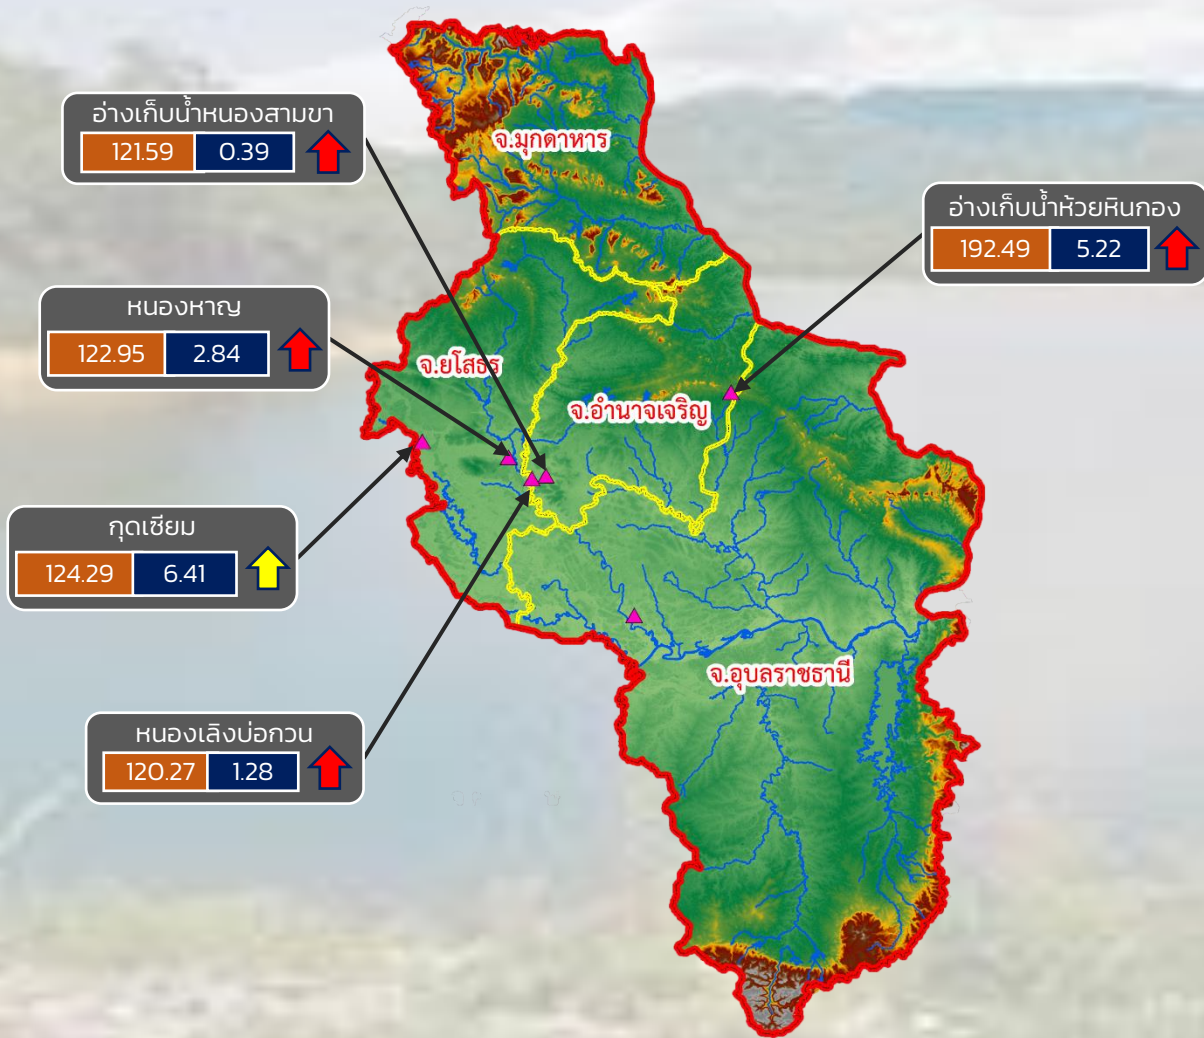 อ่างเก็บน้ำหนองสามขา
121.59 0.39
จ.มุกดาหาร
อ่างเก็บน้ำห้วยหินกอง
192.49 5.22
หนองหาญ
122.95 2.84
จ.ยโสธร
จ.อำนาจเจริญ
กุดเซียม
124.29 6.41
จ.อุบลราชธานี
หนองเลิงบ่อกวน
120.27 1.28